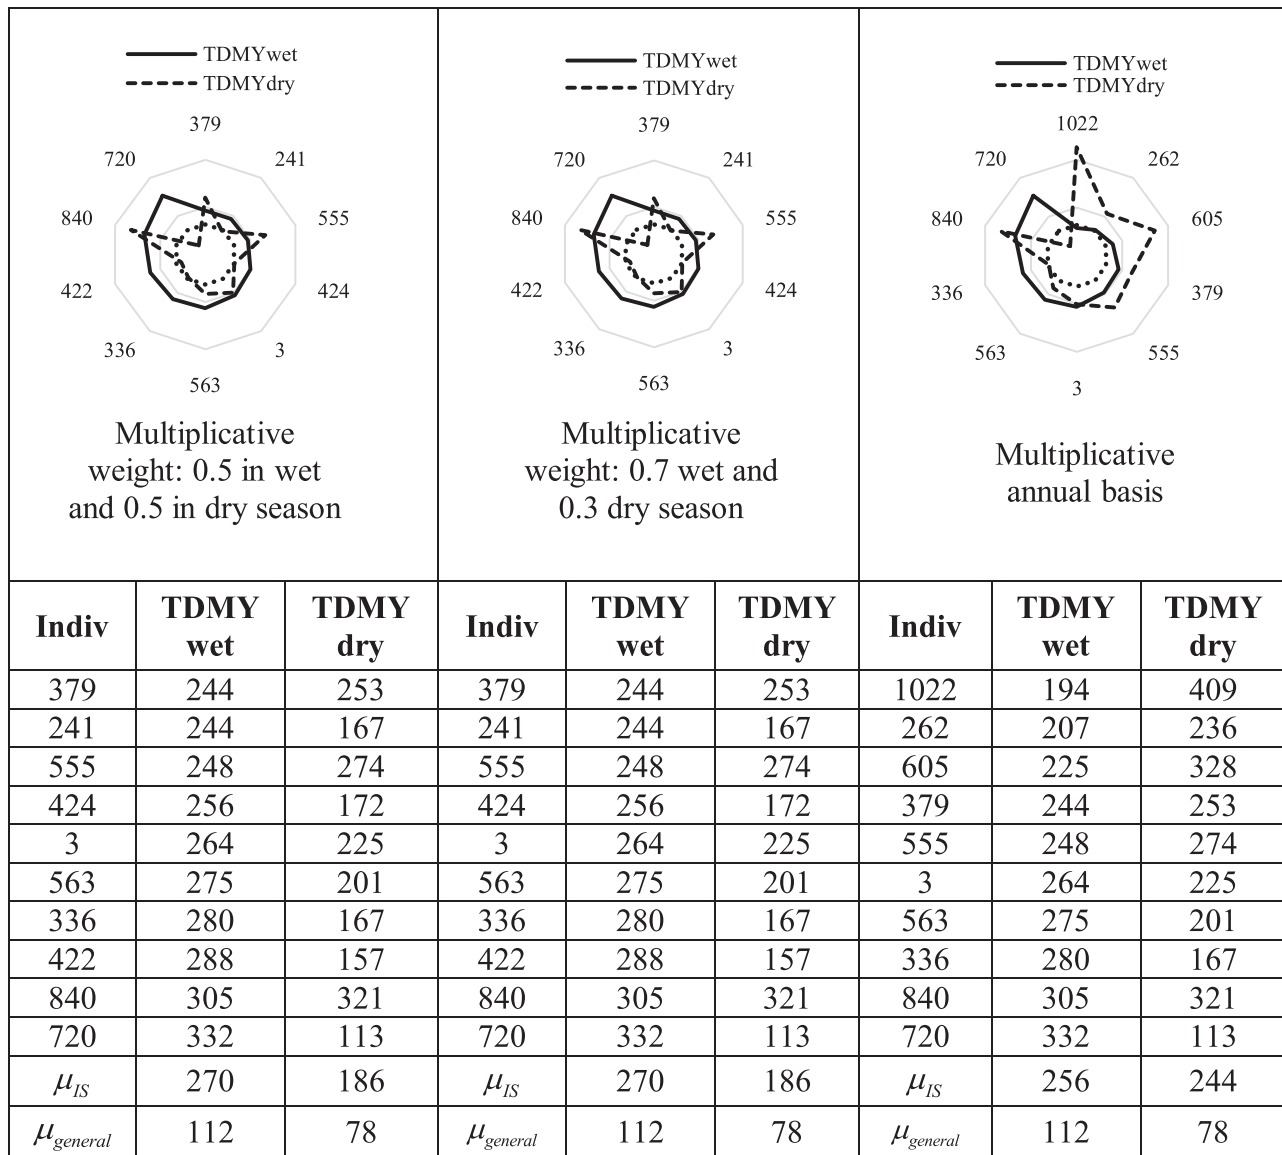 TDMYwet
TDMYdry
379
241
555
424
3
563
336
422
840
720
Multiplicative
weight: 0.5 in wet
and 0.5 in dry season
TDMYwet
TDMYdry
379
241
555
424
3
563
336
422
840
720
Multiplicative
weight: 0.7 wet and
0.3 dry season
TDMYwet
TDMYdry
1022
262
605
379
555
3
563
336
840
720
Multiplicative
annual basis
Indiv TDMY wet TDMY dry Indiv TDMY wet TDMY dry Indiv TDMY wet TDMY dry
379 244 253 379 244 253 1022 194 409
241 244 167 241 244 167 262 207 236
555 248 274 555 248 274 605 225 328
424 256 172 424 256 172 379 244 253
3 264 225 3 264 225 555 248 274
563 275 201 563 275 201 3 264 225
336 280 167 336 280 167 563 275 201
422 288 157 422 288 157 336 280 167
840 305 321 840 305 321 840 305 321
720 332 113 720 332 113 720 332 113
μIS 270 186 μIS 270 186 μIS 256 244
μgeneral 112 78 μgeneral 112 78 μgeneral 112 78